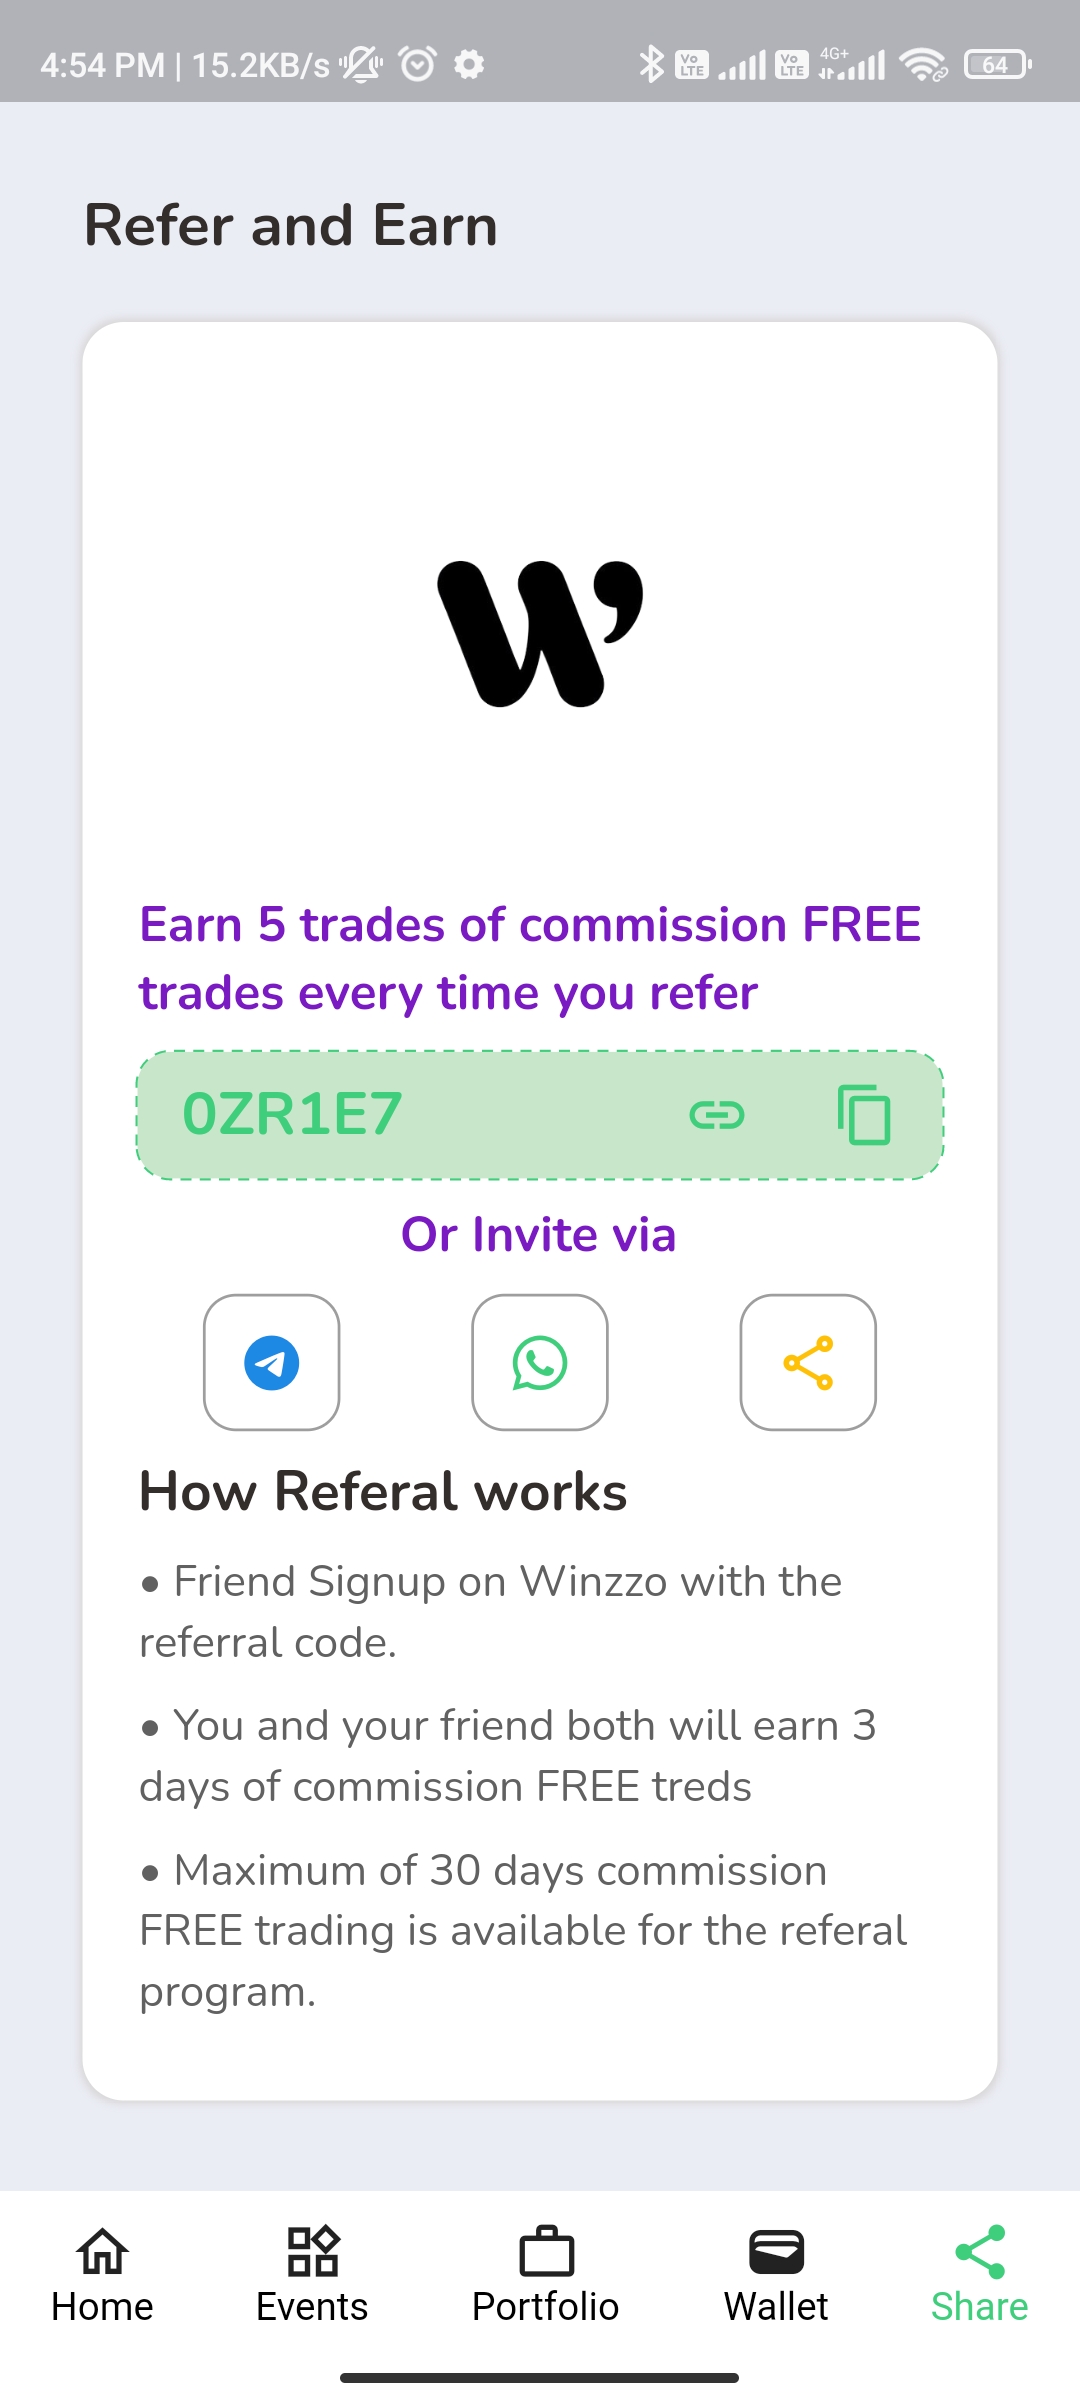 4:54 PM | 15.2KB/s Vo LTE Vo LTE 4G+ 64
Refer and Earn
W
Earn 5 trades of commission FREE
trades every time you refer
0ZR1E7
Or Invite via
How Referal works
• Friend Signup on Winzzo with the
referral code.
• You and your friend both will earn 3
days of commission FREE treds
• Maximum of 30 days commission
FREE trading is available for the referal
program.
Home Events Portfolio Wallet Share